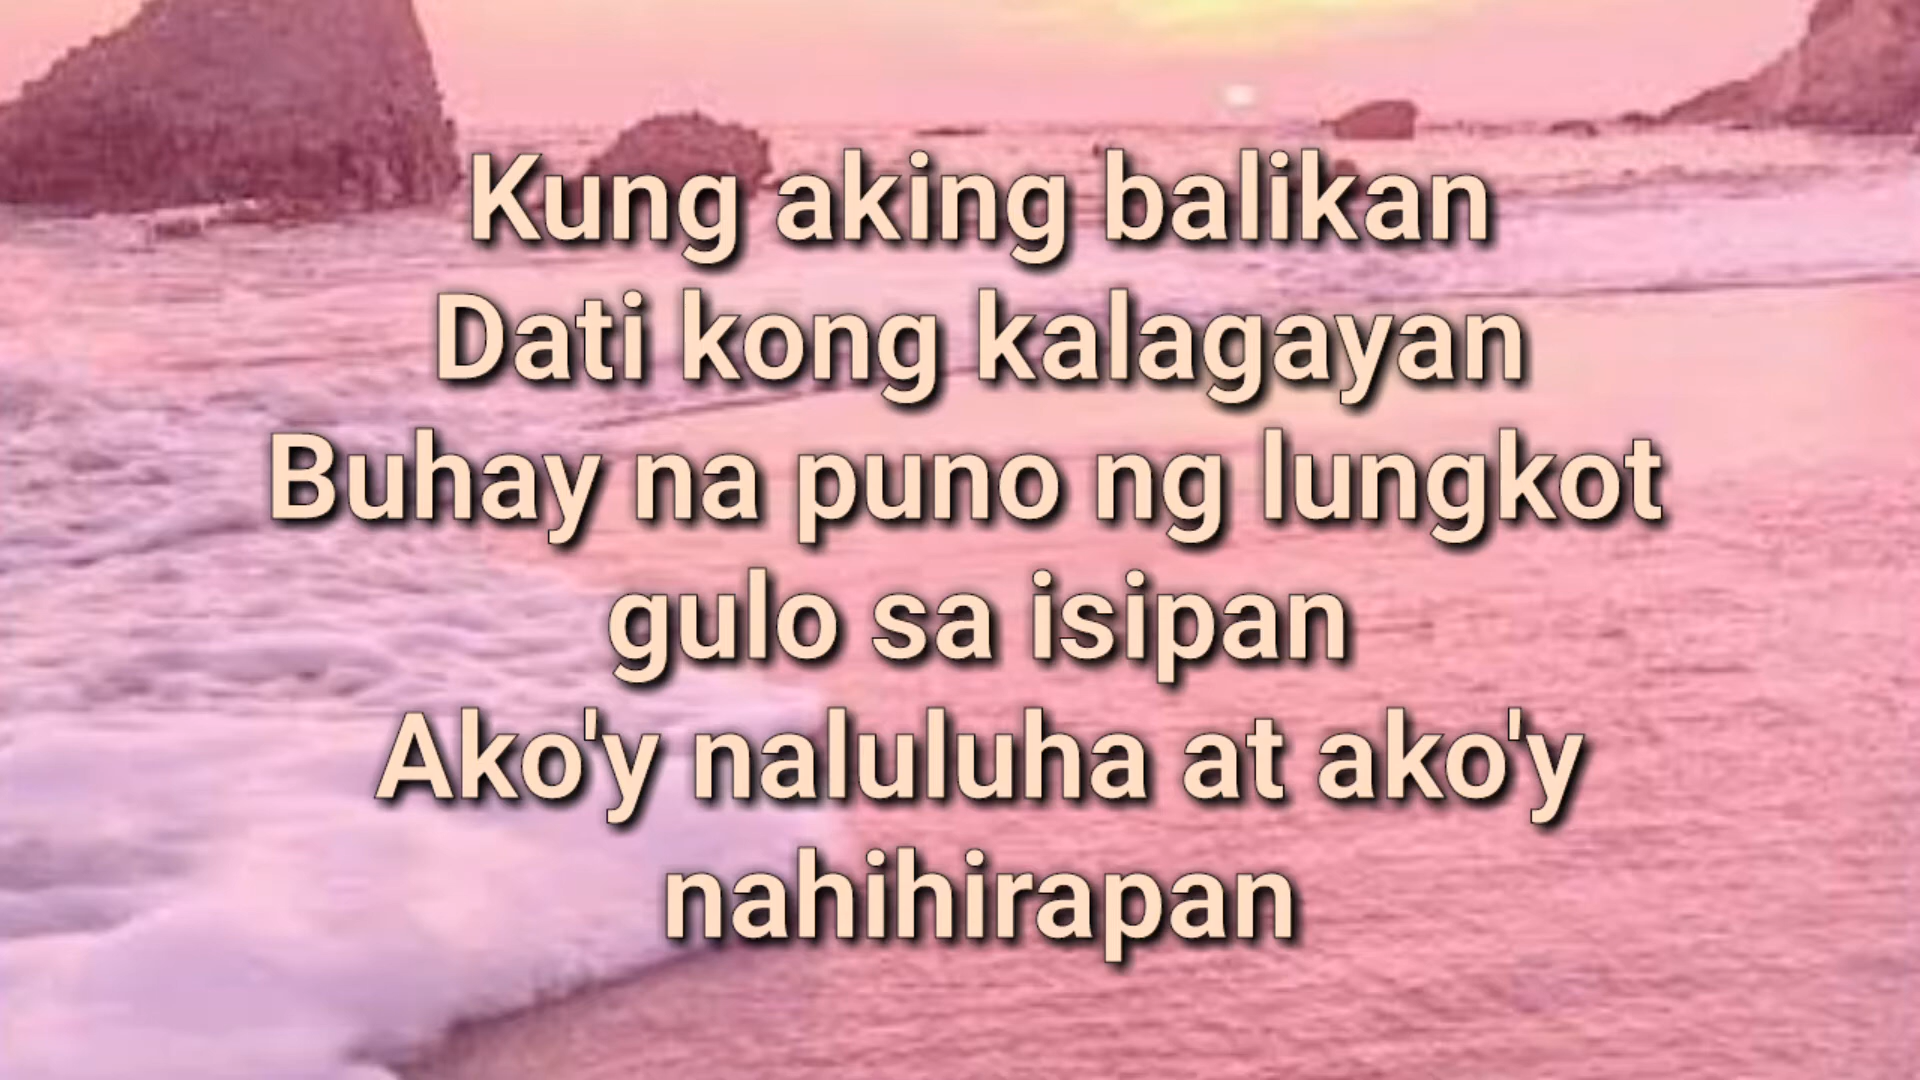 Kung aking balikan
Dati kong kalagayan
Buhay na puno ng lungkot
gulo sa isipan
Ako'y naluluha at ako'y
nahihirapan